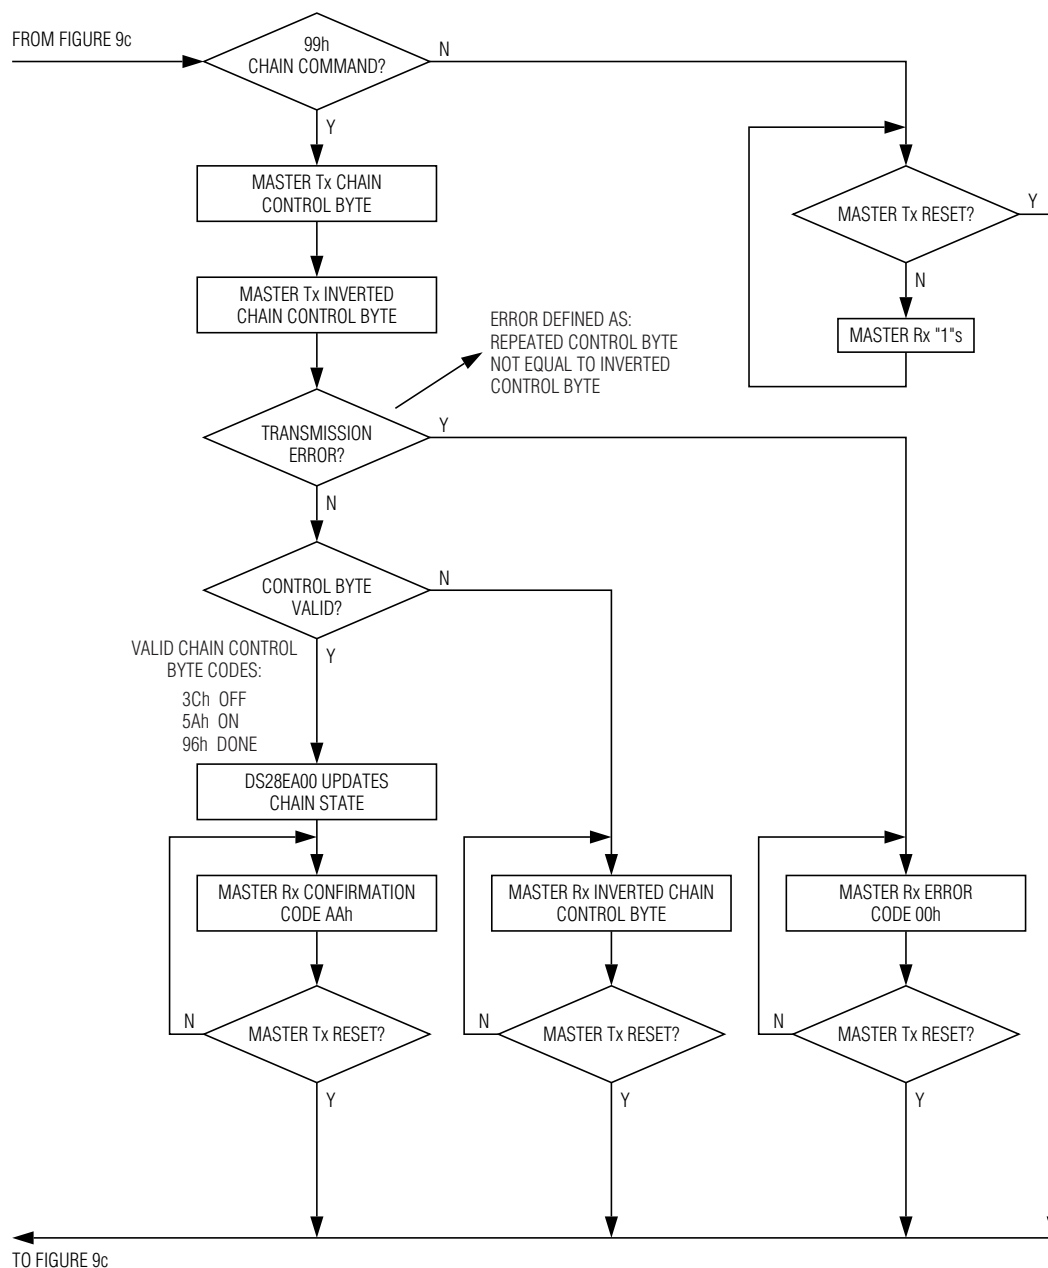 FROM FIGURE 9c
99h
CHAIN COMMAND?
N
Y
MASTER Tx CHAIN
CONTROL BYTE
MASTER Tx RESET?
Y
N
MASTER Rx "1"s
MASTER Tx INVERTED
CHAIN CONTROL BYTE
ERROR DEFINED AS:
REPEATED CONTROL BYTE
NOT EQUAL TO INVERTED
CONTROL BYTE
TRANSMISSION
ERROR?
Y
N
CONTROL BYTE
VALID?
N
Y
VALID CHAIN CONTROL
BYTE CODES:
3Ch OFF
5Ah ON
96h DONE
DS28EA00 UPDATES
CHAIN STATE
MASTER Rx CONFIRMATION
CODE AAh
MASTER Rx INVERTED CHAIN
CONTROL BYTE
MASTER Rx ERROR
CODE 00h
N
MASTER Tx RESET?
Y
N
MASTER Tx RESET?
Y
N
MASTER Tx RESET?
Y
TO FIGURE 9c